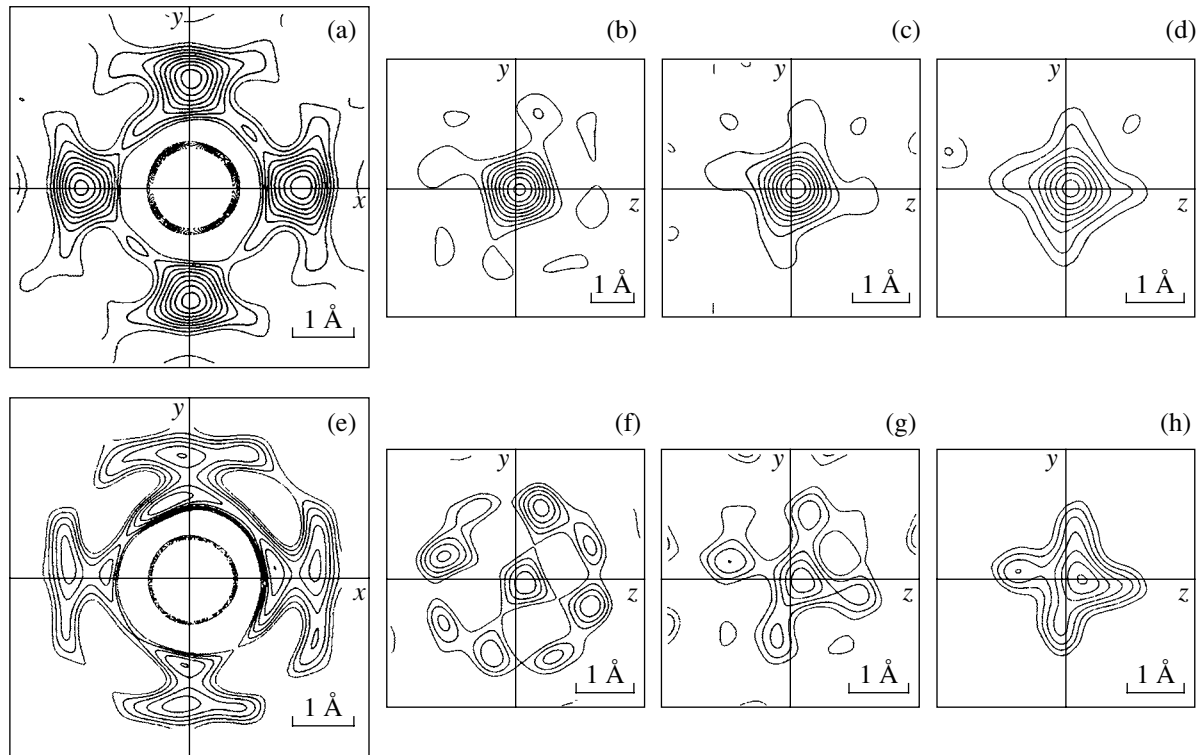 y (a)
x
1 Å
y (b)
z
1 Å
y (c)
z
1 Å
y (d)
z
1 Å
y (e)
x
1 Å
y (f)
z
1 Å
y (g)
z
1 Å
y (h)
z
1 Å